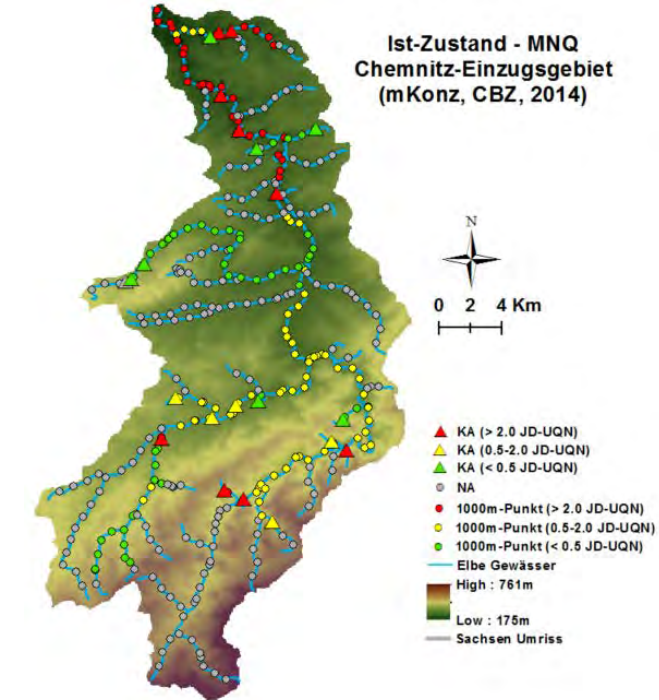 Ist-Zustand - MNQ
Chemnitz-Einzugsgebiet
(mKonz, CBZ, 2014)
N
0 2 4 Km
KA (> 2.0 JD-UQN)
KA (0.5-2.0 JD-UQN)
KA (< 0.5 JD-UQN)
NA
1000m-Punkt (> 2.0 JD-UQN)
1000m-Punkt (0.5-2.0 JD-UQN)
1000m-Punkt (< 0.5 JD-UQN)
Elbe Gewässer
High : 761m
Low : 175m
Sachsen Umriss